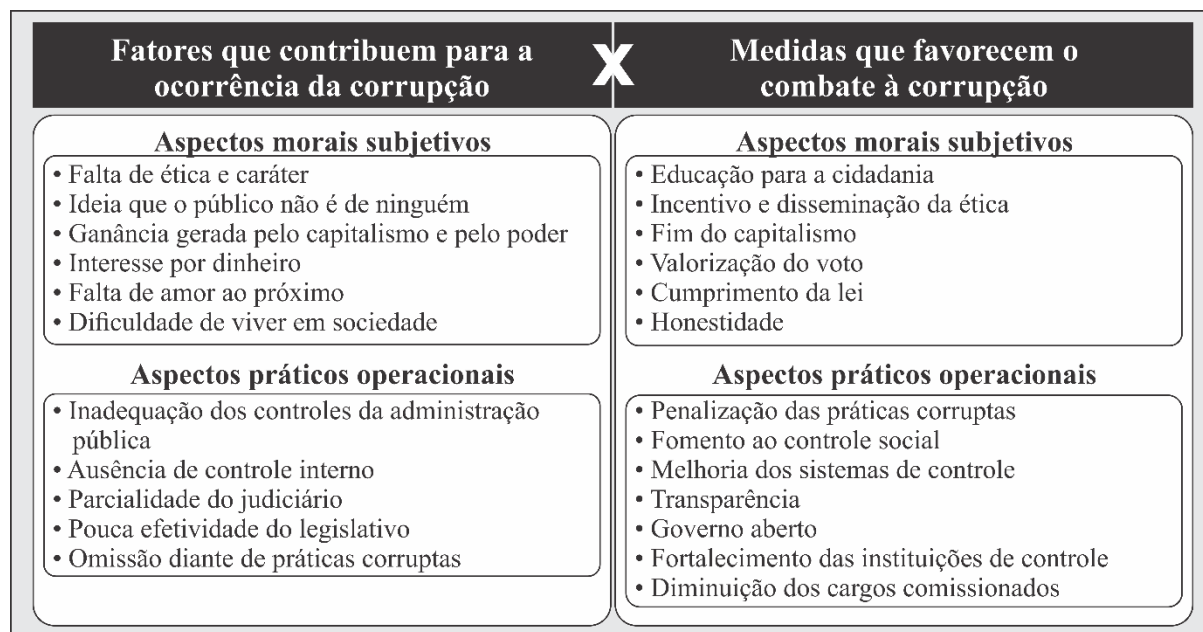 Fatores que contribuem para a
ocorrência da corrupção
X
Medidas que favorecem o
combate à corrupção
Aspectos morais subjetivos
• Falta de ética e caráter
• Ideia que o público não é de ninguém
• Ganância gerada pelo capitalismo e pelo poder
• Interesse por dinheiro
• Falta de amor ao próximo
• Dificuldade de viver em sociedade
Aspectos práticos operacionais
• Inadequação dos controles da administração
pública
• Ausência de controle interno
• Parcialidade do judiciário
• Pouca efetividade do legislativo
• Omissão diante de práticas corruptas
Aspectos morais subjetivos
• Educação para a cidadania
• Incentivo e disseminação da ética
• Fim do capitalismo
• Valorização do voto
• Cumprimento da lei
• Honestidade
Aspectos práticos operacionais
• Penalização das práticas corruptas
• Fomento ao controle social
• Melhoria dos sistemas de controle
• Transparência
• Governo aberto
• Fortalecimento das instituições de controle
• Diminuição dos cargos comissionados